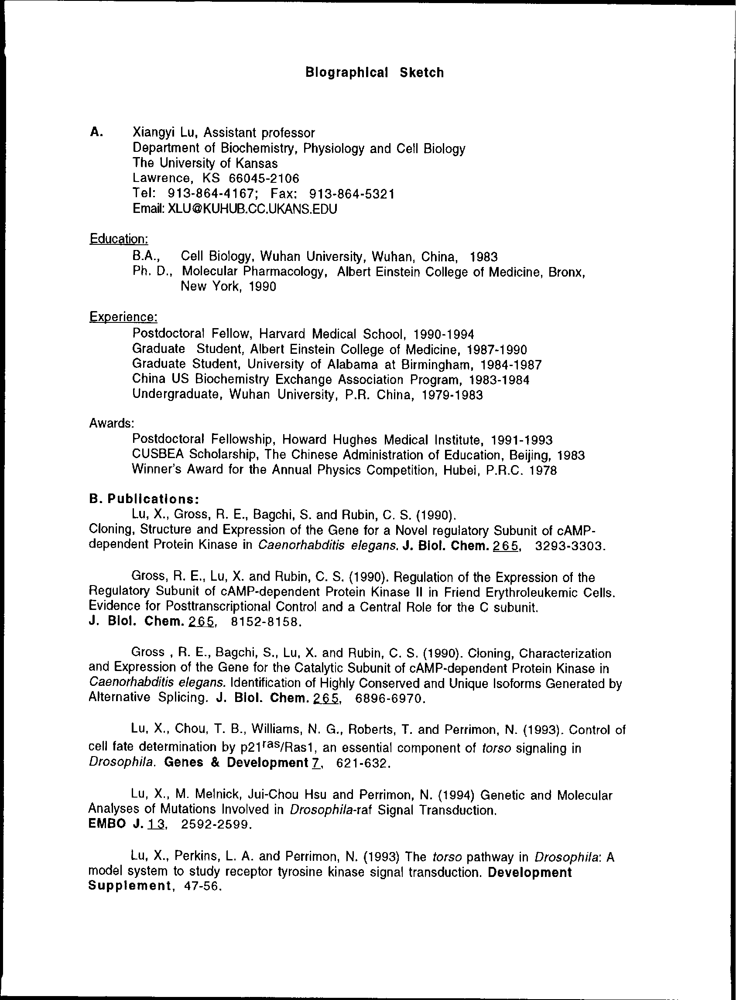 Biographical Sketch
A. Xiangyi Lu, Assistant professor
Department of Biochemistry, Physiology and Cell Biology
The University of Kansas
Lawrence, KS 66045-2106
Tel: 913-864-4167; Fax: 913-864-5321
Email: XLU@KUHUB.CC.UKANS.EDU
Education:
B.A., Cell Biology, Wuhan University, Wuhan, China, 1983
Ph. D., Molecular Pharmacology, Albert Einstein College of Medicine, Bronx,
New York, 1990
Experience:
Postdoctoral Fellow, Harvard Medical School, 1990-1994
Graduate Student, Albert Einstein College of Medicine, 1987-1990
Graduate Student, University of Alabama at Birmingham, 1984-1987
China US Biochemistry Exchange Association Program, 1983-1984
Undergraduate, Wuhan University, P.R. China, 1979-1983
Awards:
Postdoctoral Fellowship, Howard Hughes Medical Institute, 1991-1993
CUSBEA Scholarship, The Chinese Administration of Education, Beijing, 1983
Winner's Award for the Annual Physics Competition, Hubei, P.R.C. 1978
B. Publications:
Lu, X., Gross, R. E., Bagchi, S. and Rubin, C. S. (1990).
Cloning, Structure and Expression of the Gene for a Novel regulatory Subunit of cAMP-
dependent Protein Kinase in Caenorhabditis elegans. J. Biol. Chem. 265, 3293-3303.
Gross, R. E., Lu, X. and Rubin, C. S. (1990). Regulation of the Expression of the
Regulatory Subunit of cAMP-dependent Protein Kinase II in Friend Erythroleukemic Cells.
Evidence for Posttranscriptional Control and a Central Role for the C subunit.
J. Biol. Chem. 265, 8152-8158.
Gross , R. E., Bagchi, S., Lu, X. and Rubin, C. S. (1990). Cloning, Characterization
and Expression of the Gene for the Catalytic Subunit of cAMP-dependent Protein Kinase in
Caenorhabditis elegans. Identification of Highly Conserved and Unique Isoforms Generated by
Alternative Splicing. J. Biol. Chem. 265, 6896-6970.
Lu, X., Chou, T. B., Williams, N. G., Roberts, T. and Perrimon, N. (1993). Control of
cell fate determination by p21ras/Ras1, an essential component of torso signaling in
Drosophila. Genes & Development 7, 621-632.
Lu, X., M. Melnick, Jui-Chou Hsu and Perrimon, N. (1994) Genetic and Molecular
Analyses of Mutations Involved in Drosophila-raf Signal Transduction.
EMBO J. 13, 2592-2599.
Lu, X., Perkins, L. A. and Perrimon, N. (1993) The torso pathway in Drosophila: A
model system to study receptor tyrosine kinase signal transduction. Development
Supplement, 47-56.